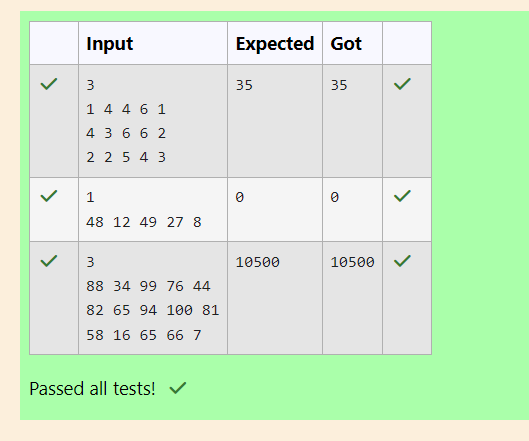 Input Expected Got
3 35 35
1 4 4 6 1
4 3 6 6 2
2 2 5 4 3
1 0 0
48 12 49 27 8
3 10500 10500
88 34 99 76 44
82 65 94 100 81
58 16 65 66 7
Passed all tests!